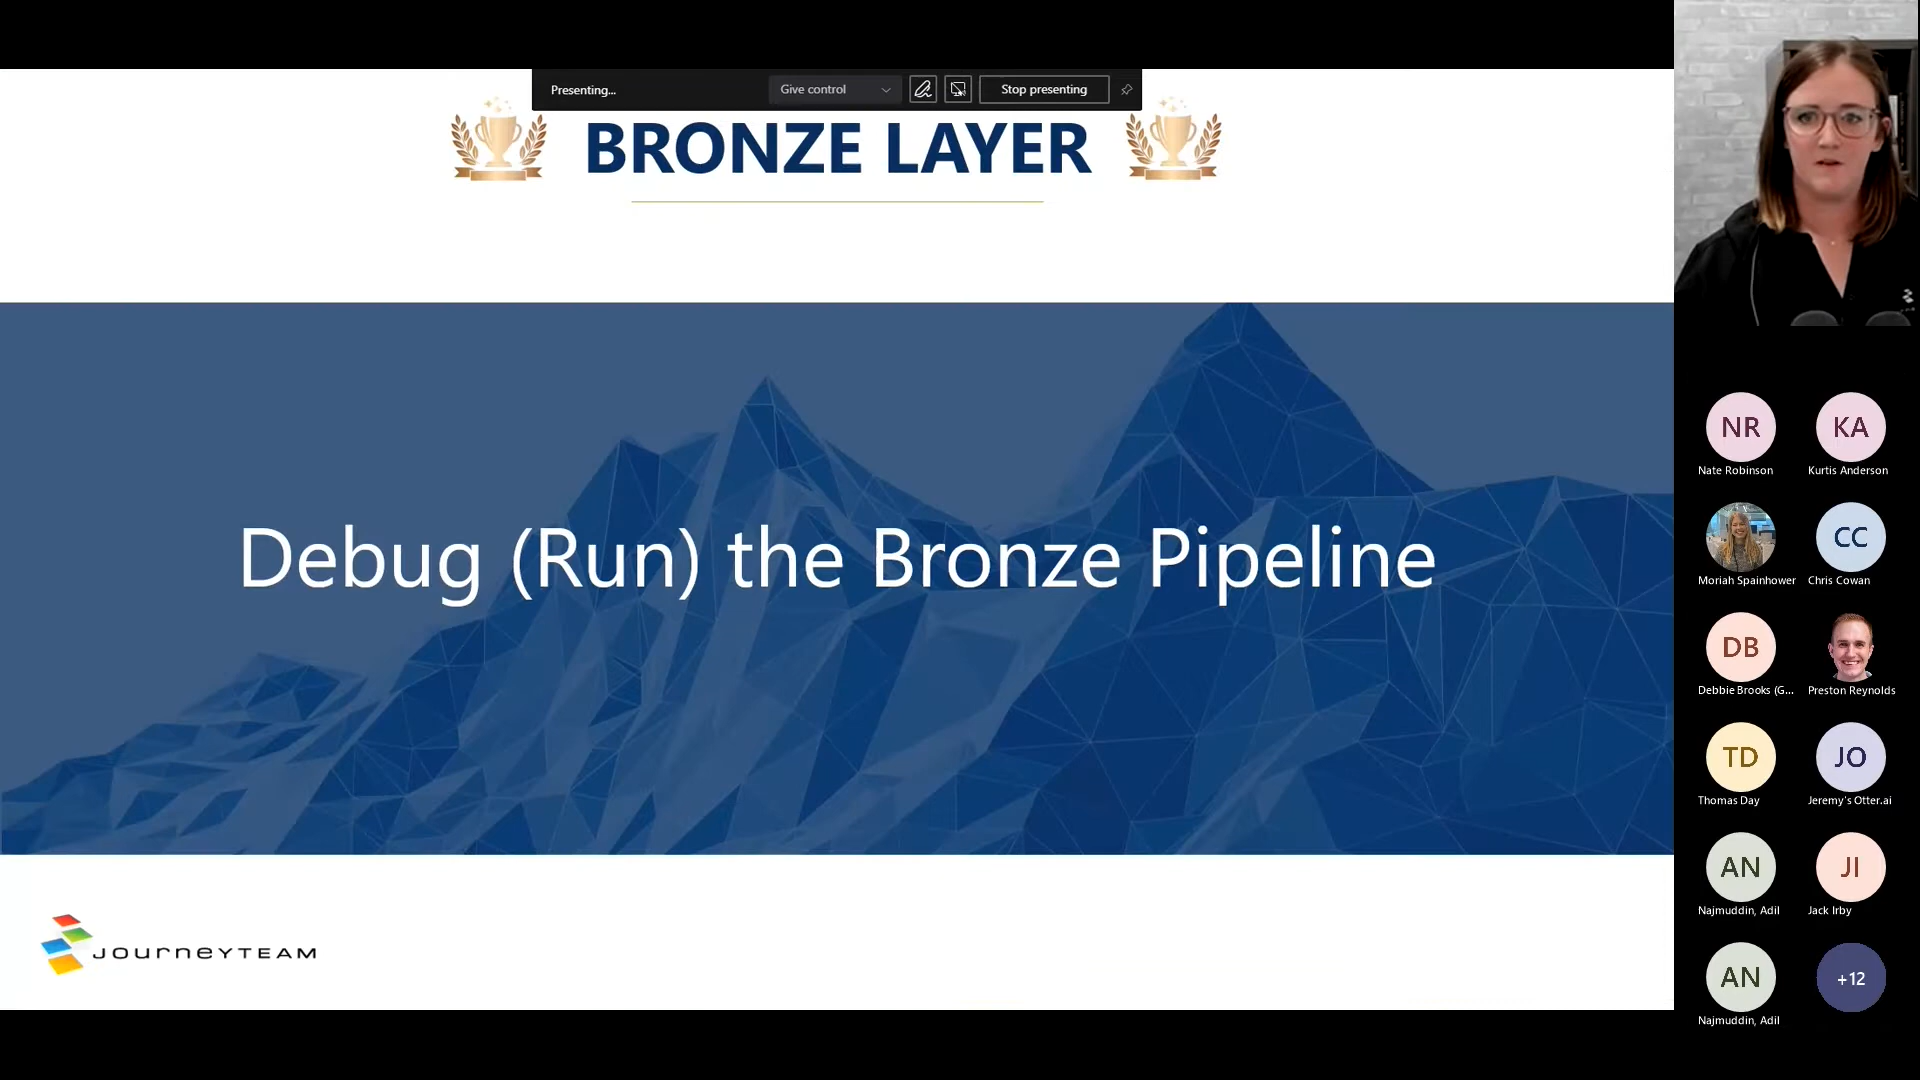 Presenting...
Give control
Stop presenting
BRONZE LAYER
Debug (Run) the Bronze Pipeline
JOURNEYTEAM
NR
KA
Nate Robinson
Kurtis Anderson
CC
Moriah Spainhower
Chris Cowan
DB
Debbie Brooks (G...
Preston Reynolds
TD
JO
Thomas Day
Jeremy's Otter.ai
AN
JI
Najmuddin, Adil
Jack Irby
AN
+12
Najmuddin, Adil